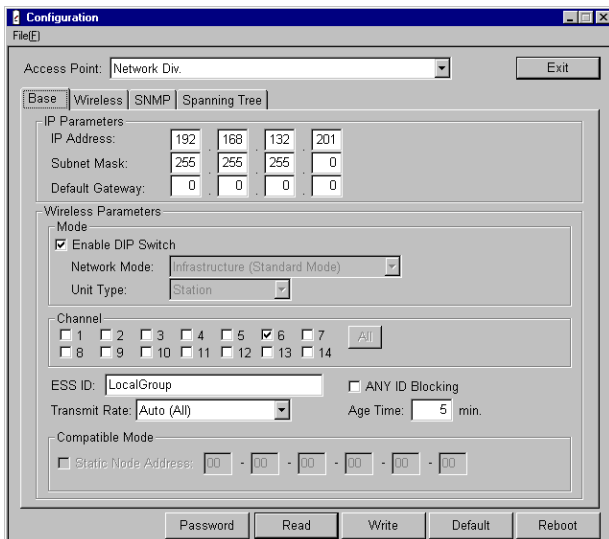 Configuration
File(F)
Access Point: Network Div. Exit
Base Wireless SNMP Spanning Tree
IP Parameters
IP Address: 192 . 168 . 132 . 201
Subnet Mask: 255 . 255 . 255 . 0
Default Gateway: 0 . 0 . 0 . 0
Wireless Parameters
Mode
Enable DIP Switch
Network Mode: Infrastructure (Standard Mode)
Unit Type: Station
Channel
1 2 3 4 5 6 7 All
8 9 10 11 12 13 14
ESS ID: LocalGroup ANY ID Blocking
Transmit Rate: Auto (All) Age Time: 5 min.
Compatible Mode
Static Node Address: 00 - 00 - 00 - 00 - 00 - 00
Password Read Write Default Reboot